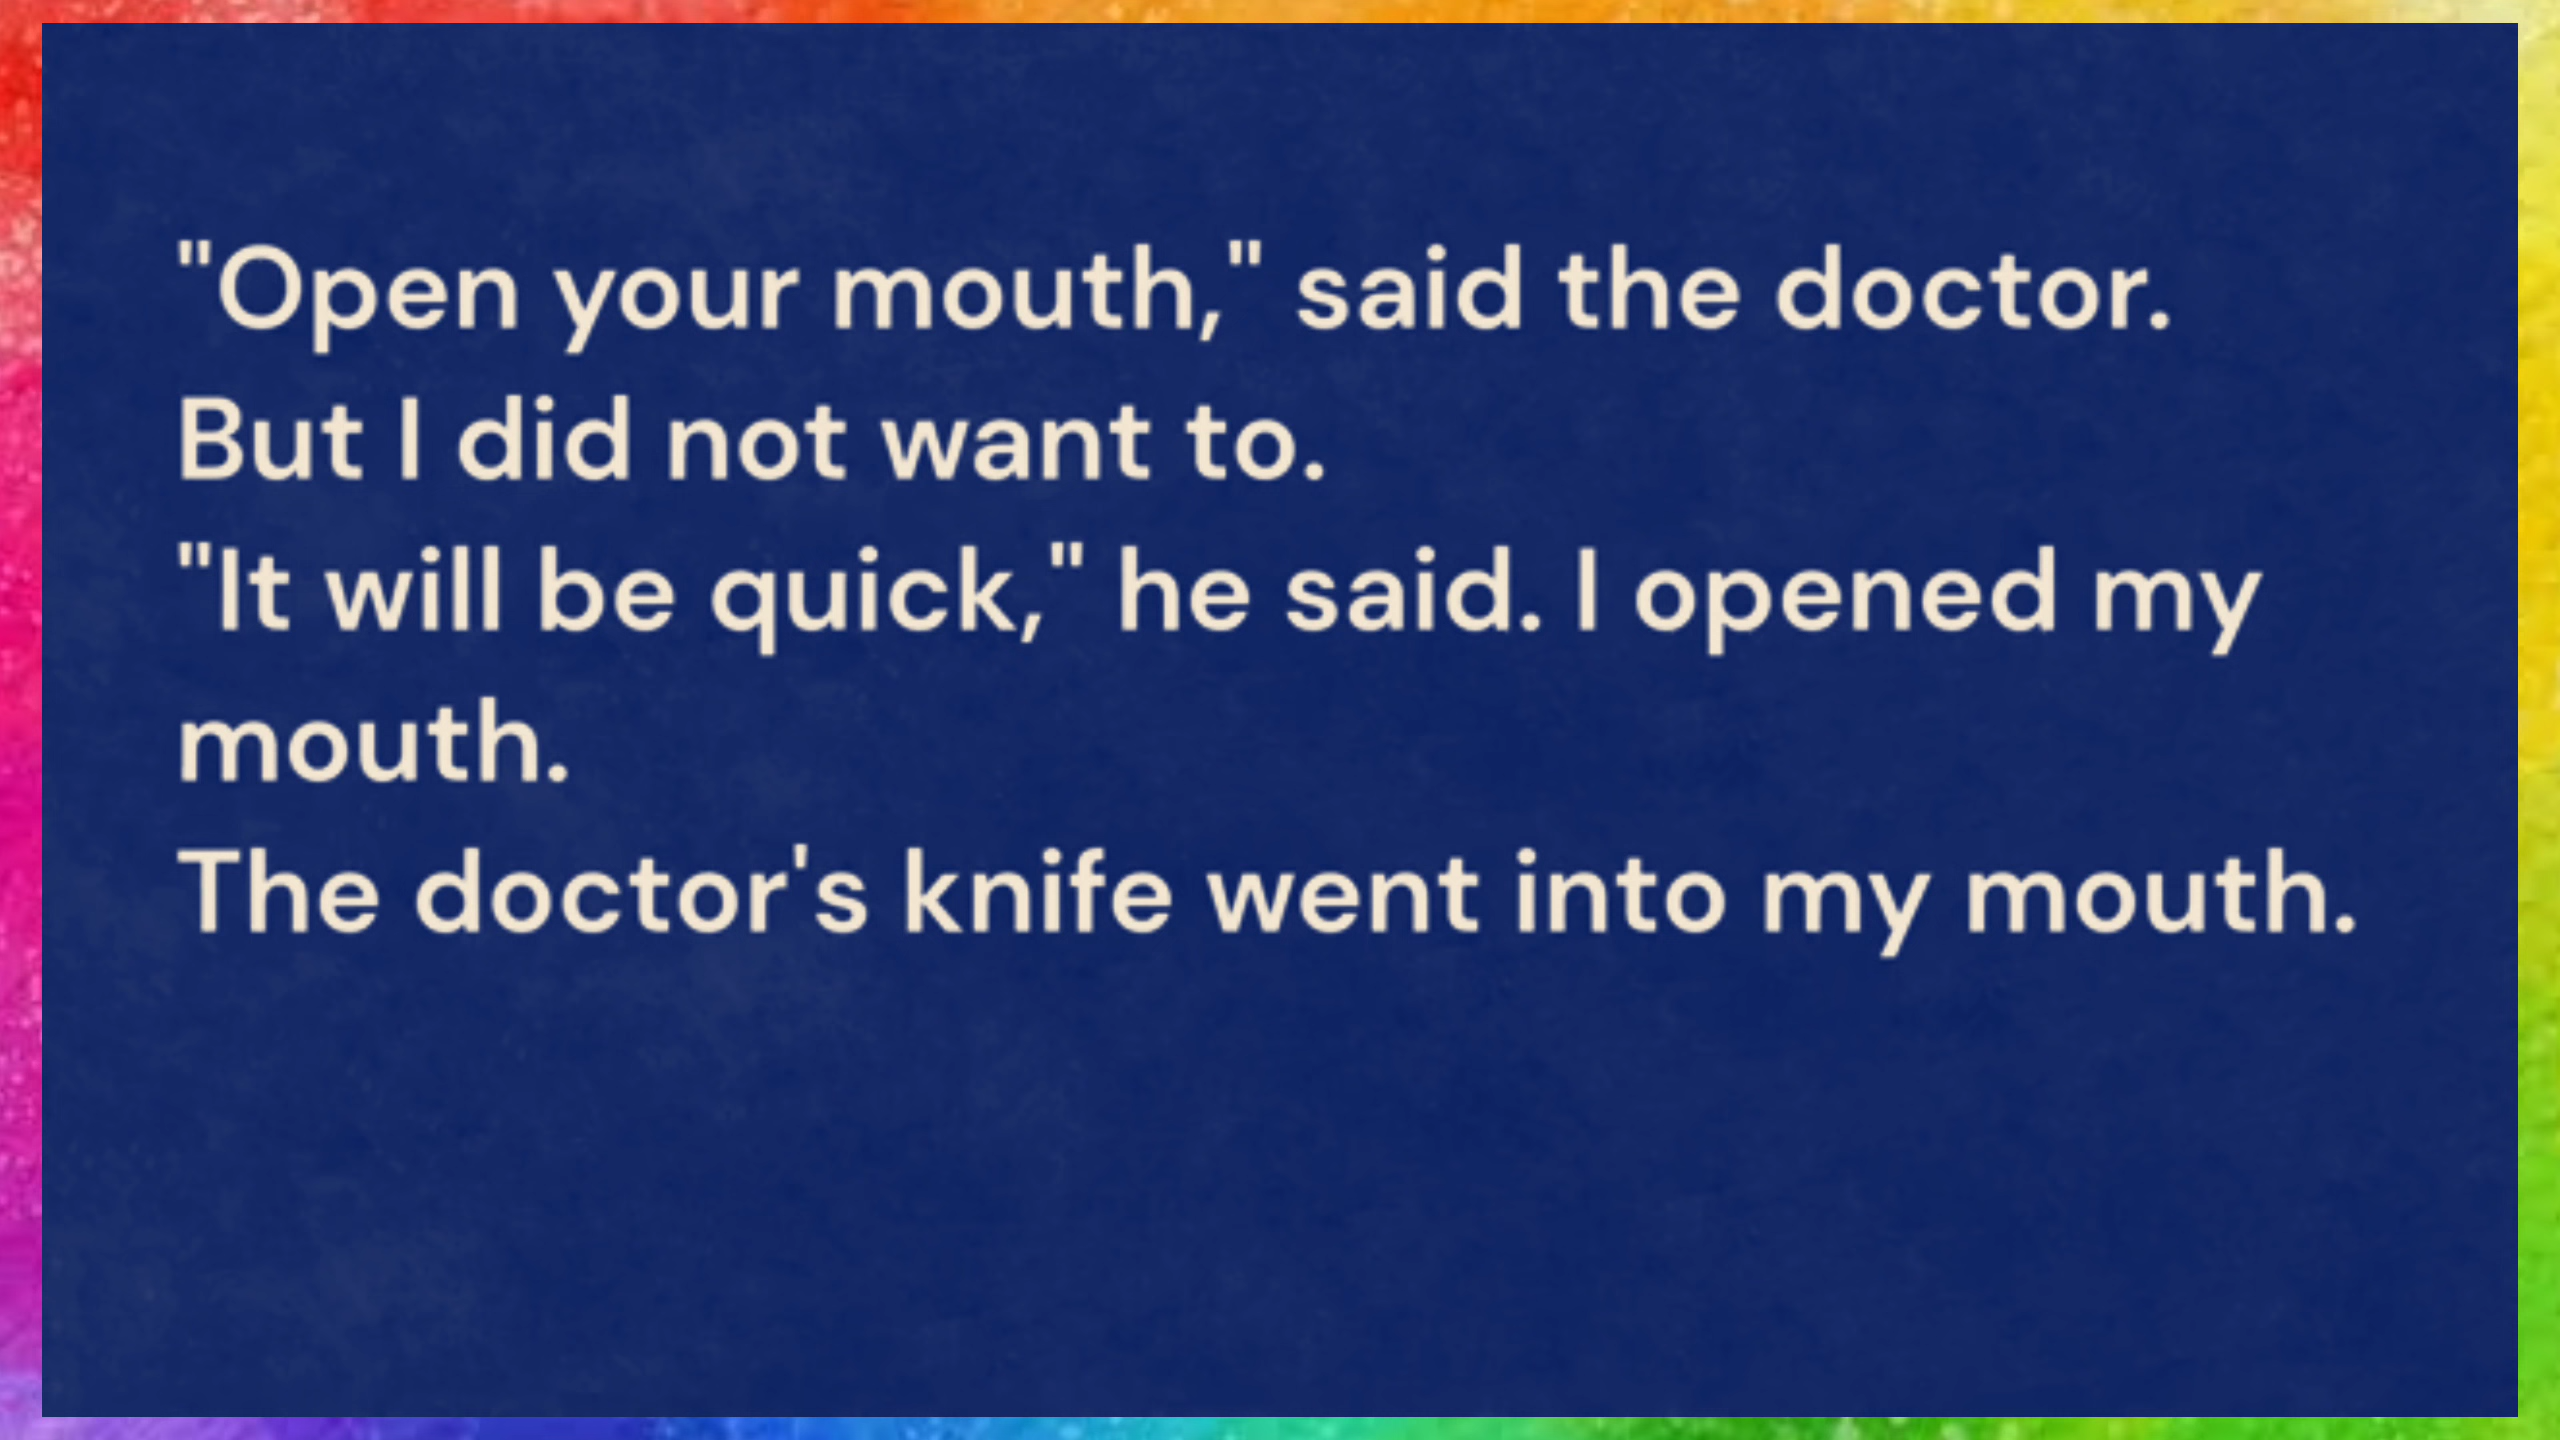 "Open your mouth," said the doctor.
But I did not want to.
"It will be quick," he said. I opened my
mouth.
The doctor's knife went into my mouth.